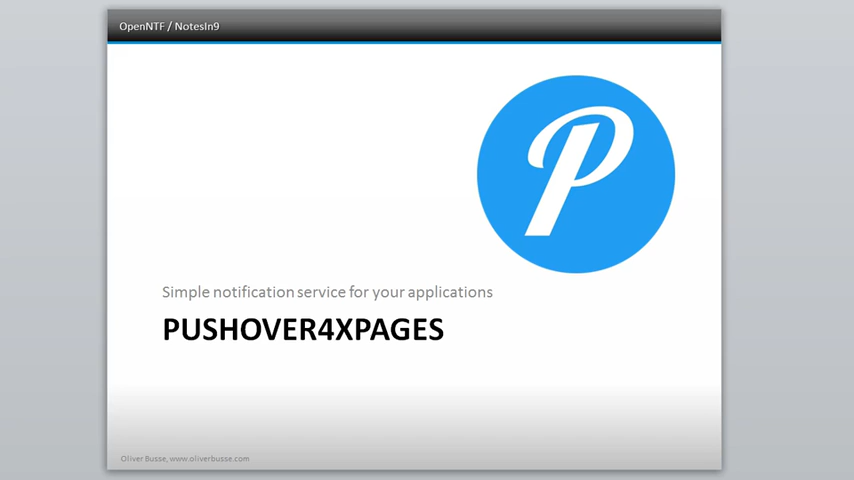 OpenNTF / NotesIn9
P
Simple notification service for your applications
PUSHOVER4XPAGES
Oliver Busse, www.oliverbusse.com